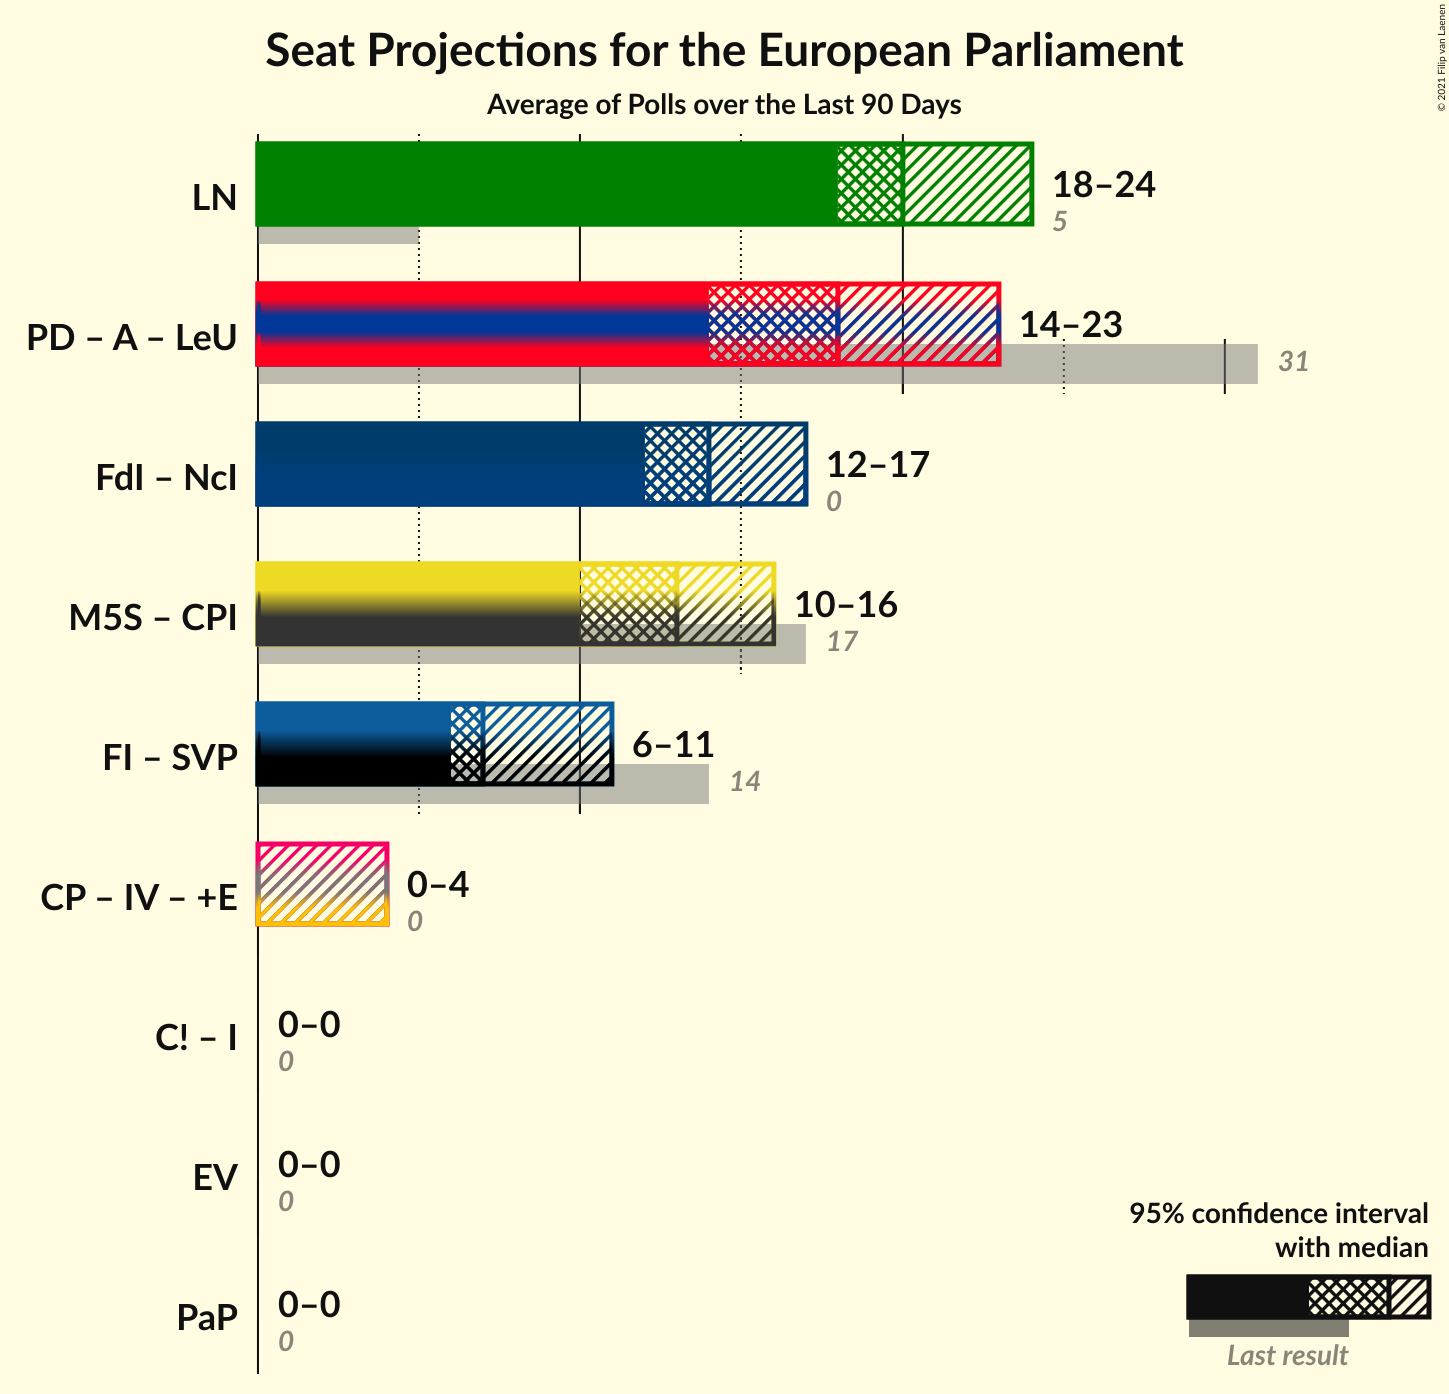 Seat Projections for the European Parliament
Average of Polls over the Last 90 Days
© 2021 Filip van Laenen
LN
18–24
5
PD – A – LeU
14–23
31
FdI – NcI
12–17
0
M5S – CPI
10–16
17
FI – SVP
6–11
14
CP – IV – +E
0–4
0
C! – I
0–0
0
EV
0–0
0
PaP
0–0
0
95% confidence interval
with median
Last result